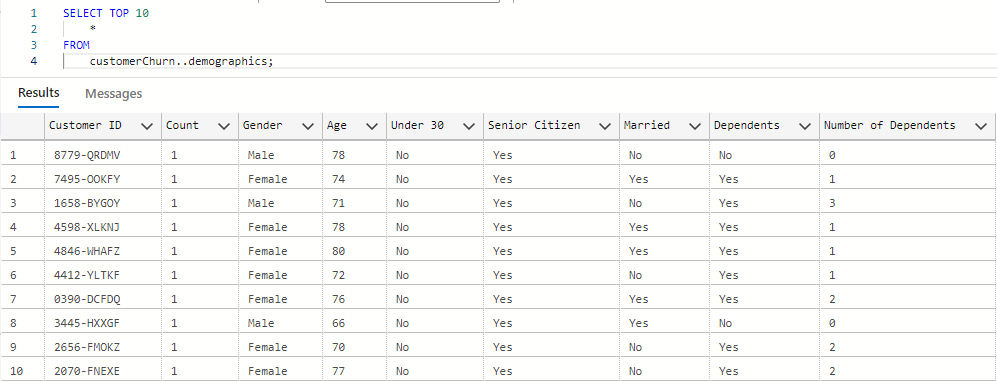 1 SELECT TOP 10
2 *
3 FROM
4 customerChurn..demographics;
Results Messages
Customer ID Count Gender Age Under 30 Senior Citizen Married Dependents Number of Dependents
1 8779-QRDMV 1 Male 78 No Yes No No 0
2 7495-OOKFY 1 Female 74 No Yes Yes Yes 1
3 1658-BYGOY 1 Male 71 No Yes No Yes 3
4 4598-XLKNJ 1 Female 78 No Yes Yes Yes 1
5 4846-WHAFZ 1 Female 80 No Yes Yes Yes 1
6 4412-YLTKF 1 Female 72 No Yes No Yes 1
7 0390-DCFDQ 1 Female 76 No Yes Yes Yes 2
8 3445-HXXGF 1 Male 66 No Yes Yes No 0
9 2656-FMOKZ 1 Female 70 No Yes No Yes 2
10 2070-FNEXE 1 Female 77 No Yes No Yes 2